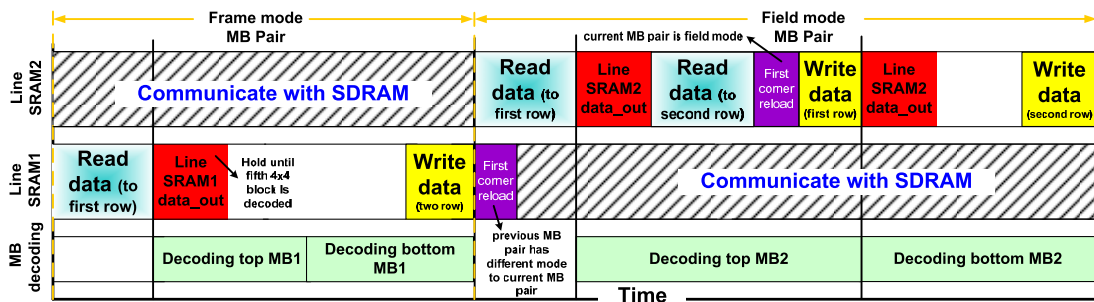 Frame mode
MB Pair
Field mode
MB Pair
current MB pair is field mode
Line
SRAM2
Communicate with SDRAM
Read
data (to
first row)
Line
SRAM2
data_out
Read
data (to
second row)
First
corner
reload
Write
data
(first row)
Line
SRAM2
data_out
Write
data
(second row)
Line
SRAM1
Read
data (to
first row)
Line
SRAM1
data_out
Hold until
fifth 4x4
block is
decoded
Write
data
(two row)
First
corner
reload
Communicate with SDRAM
MB
decoding
Decoding top MB1
Decoding bottom
MB1
previous MB
pair has
different mode
to current MB
pair
Decoding top MB2
Decoding bottom MB2
Time